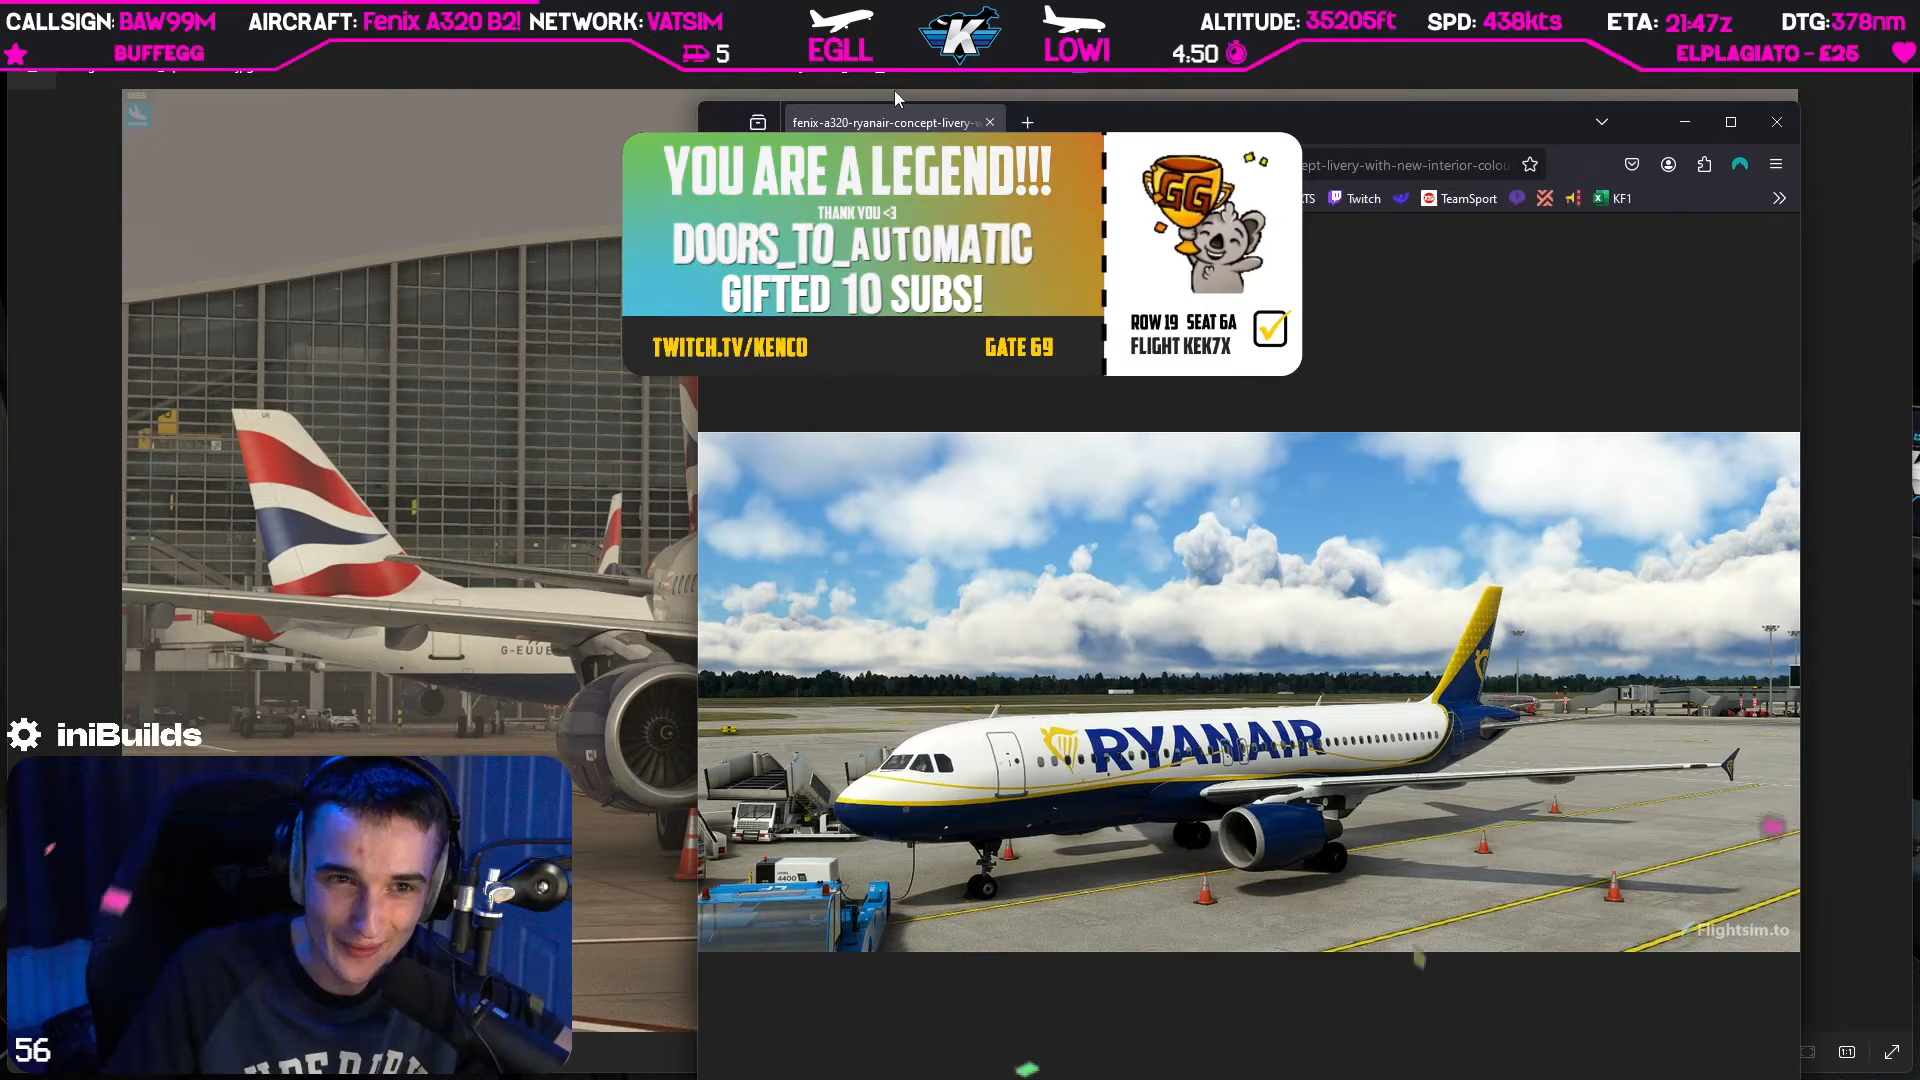 CALLSIGN: BAW99M
AIRCRAFT: Fenix A320 B2!
NETWORK: VATSIM
EGLL
K
LOWI
ALTITUDE: 35205ft
SPD: 438kts
ETA: 21:47z
DTG:378nm
BUFFEGG
5
4:50
ELPLAGIATO - £25
fenix-a320-ryanair-concept-livery-w
ept-livery-with-new-interior-colou
Twitch
TeamSport
KF1
YOU ARE A LEGEND!!!
THANK YOU <3
DOORS_TO_AUTOMATIC
GIFTED 10 SUBS!
TWITCH.TV/KENCO
GATE 69
GG
ROW 19 SEAT 6A
FLIGHT KEK7X
UE
G-EUUE
RYANAIR
4400
Flightsim.to
iniBuilds
56
1:1